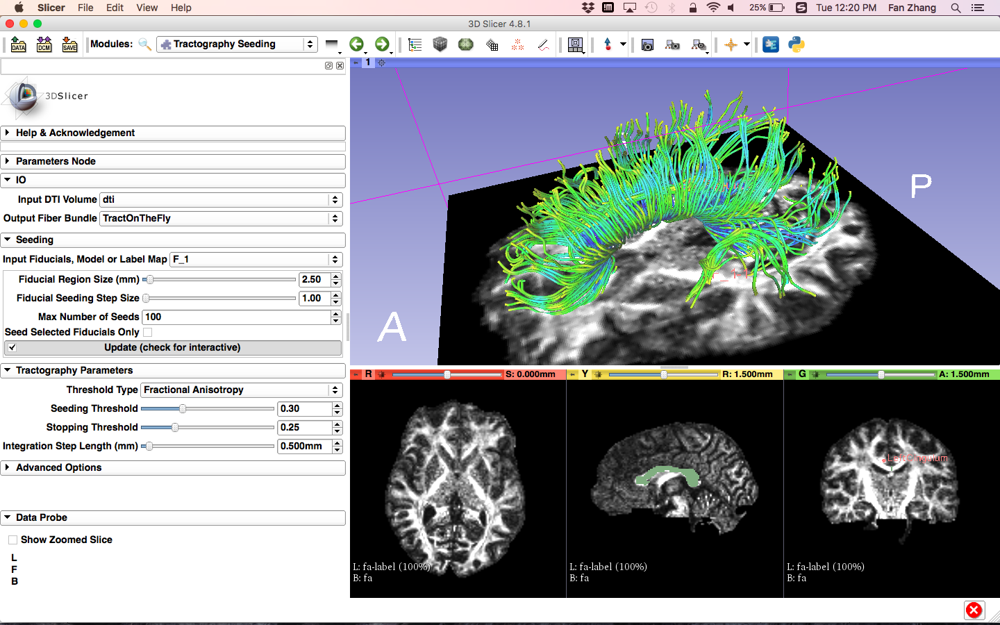 Slicer File Edit View Help 25% S Tue 12:20 PM Fan Zhang
3D Slicer 4.8.1
DATA DCM SAVE Modules: Tractography Seeding
1
3DSlicer
Help & Acknowledgement
Parameters Node
IO
Input DTI Volume dti
Output Fiber Bundle TractOnTheFly
Seeding
Input Fiducials, Model or Label Map F_1
Fiducial Region Size (mm) 2.50
Fiducial Seeding Step Size 1.00
Max Number of Seeds 100
Seed Selected Fiducials Only
Update (check for interactive)
Tractography Parameters
Threshold Type Fractional Anisotropy
Seeding Threshold 0.30
Stopping Threshold 0.25
Integration Step Length (mm) 0.500mm
Advanced Options
Data Probe
Show Zoomed Slice
L
F
B
P
A
R S: 0.000mm
L: fa-label (100%)
B: fa
Y R: 1.500mm
L: fa-label (100%)
B: fa
G A: 1.500mm
L: fa-label (100%)
B: fa